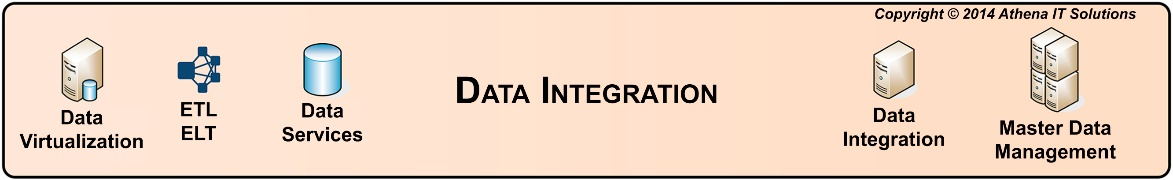 Copyright © 2014 Athena IT Solutions
Data
Virtualization
ETL
ELT
Data
Services
DATA INTEGRATION
Data
Integration
Master Data
Management